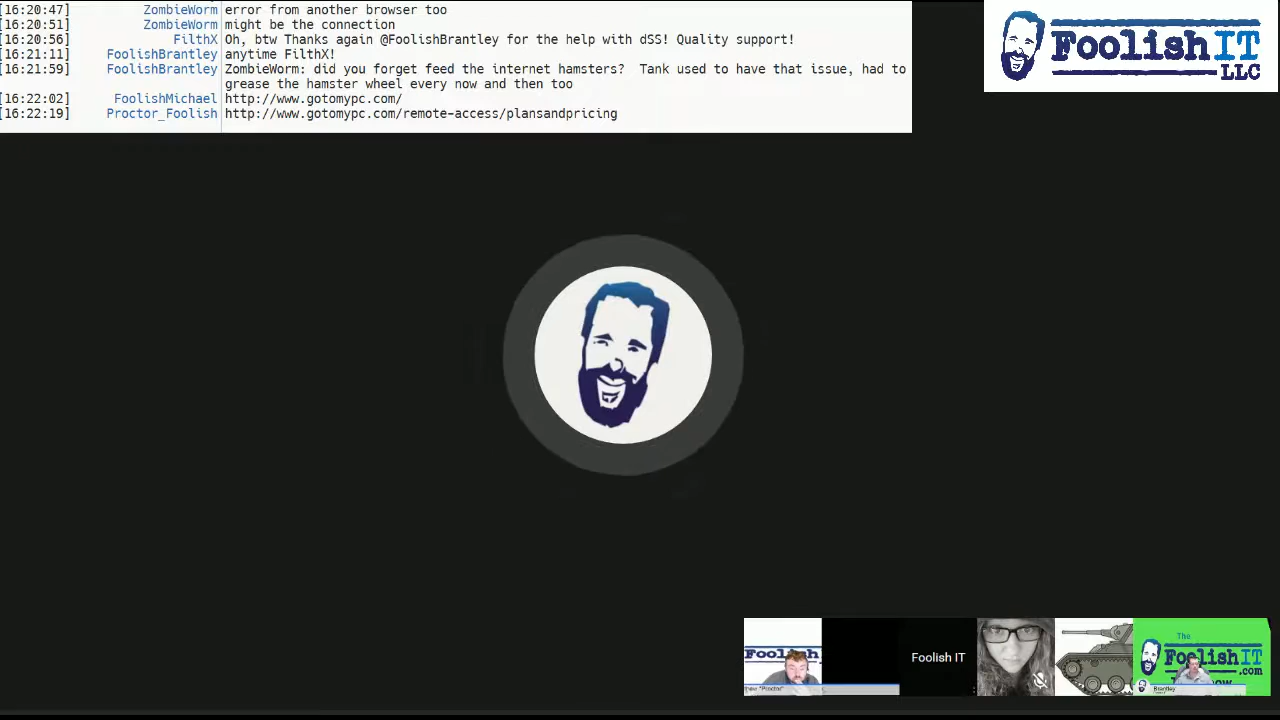 [16:20:47] ZombieWorm error from another browser too
[16:20:51] ZombieWorm might be the connection
[16:20:56] FilthX Oh, btw Thanks again @FoolishBrantley for the help with dSS! Quality support!
[16:21:11] FoolishBrantley anytime FilthX!
[16:21:59] FoolishBrantley ZombieWorm: did you forget feed the internet hamsters?  Tank used to have that issue, had to
grease the hamster wheel every now and then too
[16:22:02] FoolishMichael http://www.gotomypc.com/
[16:22:19] Proctor_Foolish http://www.gotomypc.com/remote-access/plansandpricing
FoolishIT
LLC
Foolish IT
The
FoolishIT
.com
Brantley